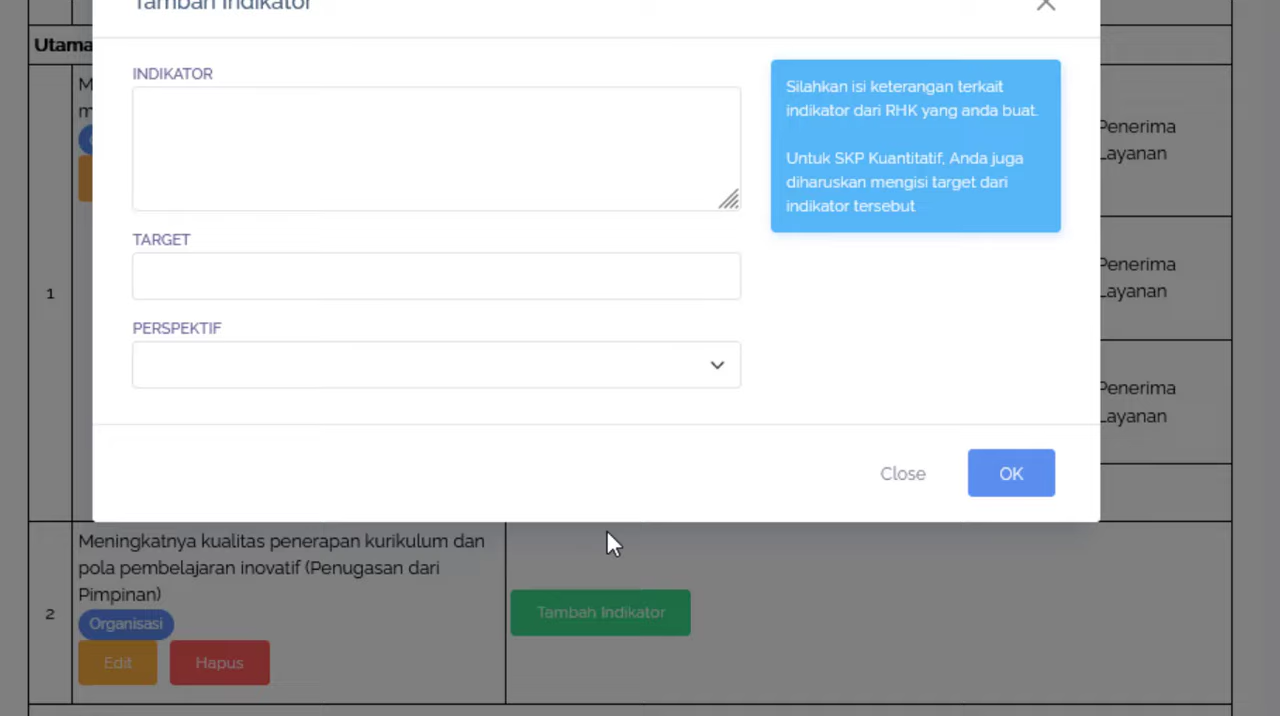 Tambah Indikator
Utama
INDIKATOR
Silahkan isi keterangan terkait
indikator dari RHK yang anda buat.
Untuk SKP Kuantitatif, Anda juga
diharuskan mengisi target dari
indikator tersebut
M
m
Penerima
Layanan
TARGET
Penerima
Layanan
1
PERSPEKTIF
Penerima
Layanan
Close
OK
2
Meningkatnya kualitas penerapan kurikulum dan
pola pembelajaran inovatif (Penugasan dari
Pimpinan)
Organisasi
Edit
Hapus
Tambah Indikator